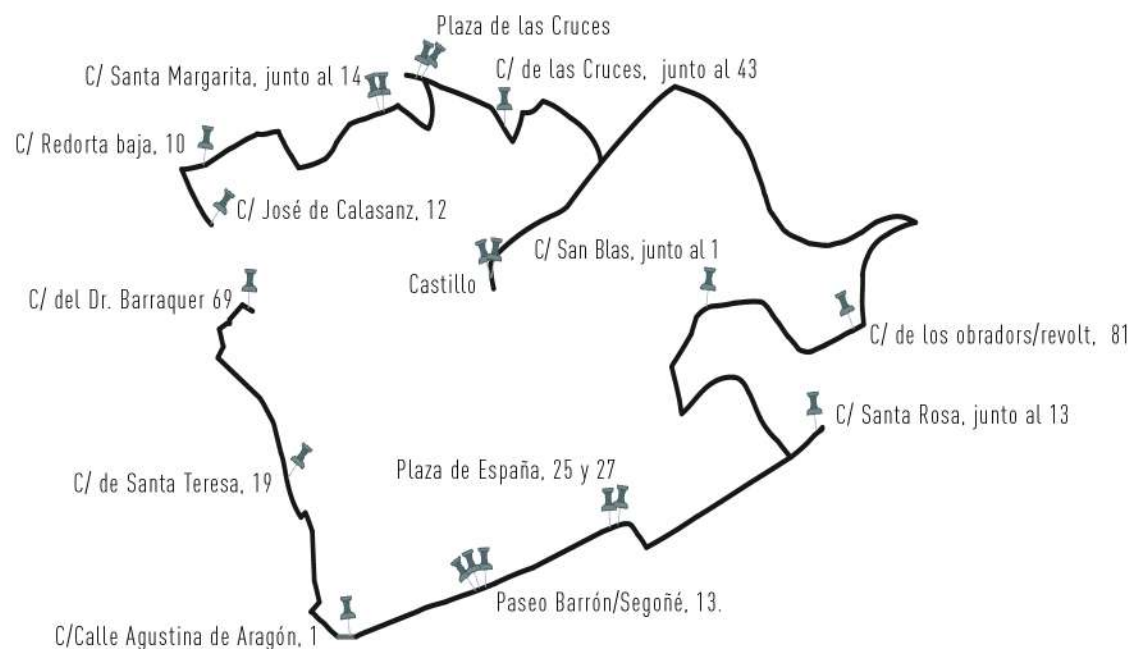 Plaza de las Cruces
C/ Santa Margarita, junto al 14
C/ de las Cruces, junto al 43
C/ Redorta baja, 10
C/ José de Calasanz, 12
C/ San Blas, junto al 1
Castillo
C/ del Dr. Barraquer 69
C/ de los obradors/revolt, 81
C/ Santa Rosa, junto al 13
Plaza de España, 25 y 27
C/ de Santa Teresa, 19
Paseo Barrón/Segoñé, 13.
C/Calle Agustina de Aragón, 1